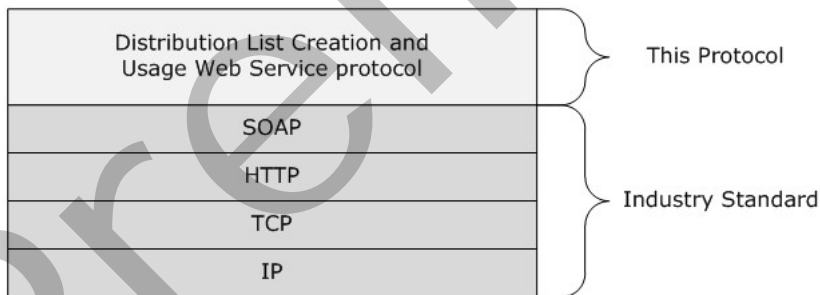 Distribution List Creation and
Usage Web Service protocol
This Protocol
SOAP
HTTP
TCP
IP
Industry Standard